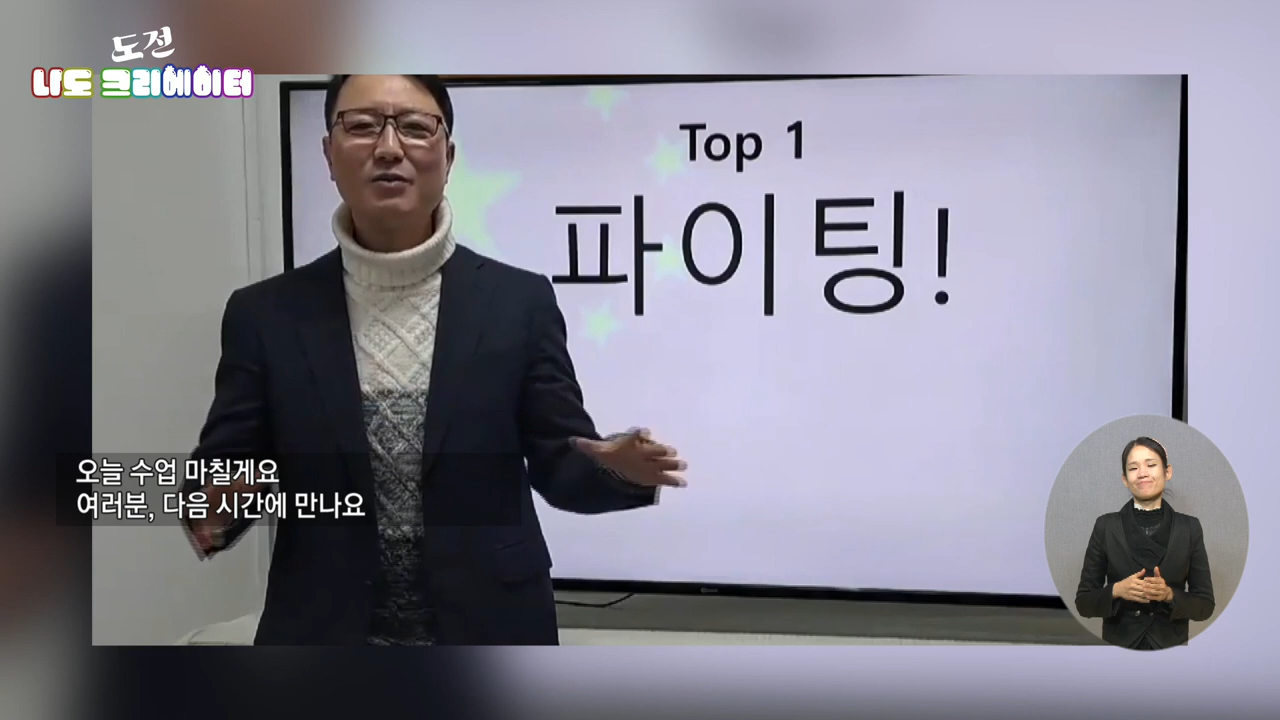 도전
나도 크리에이터
Top 1
파이팅!
오늘 수업 마칠게요
여러분, 다음 시간에 만나요